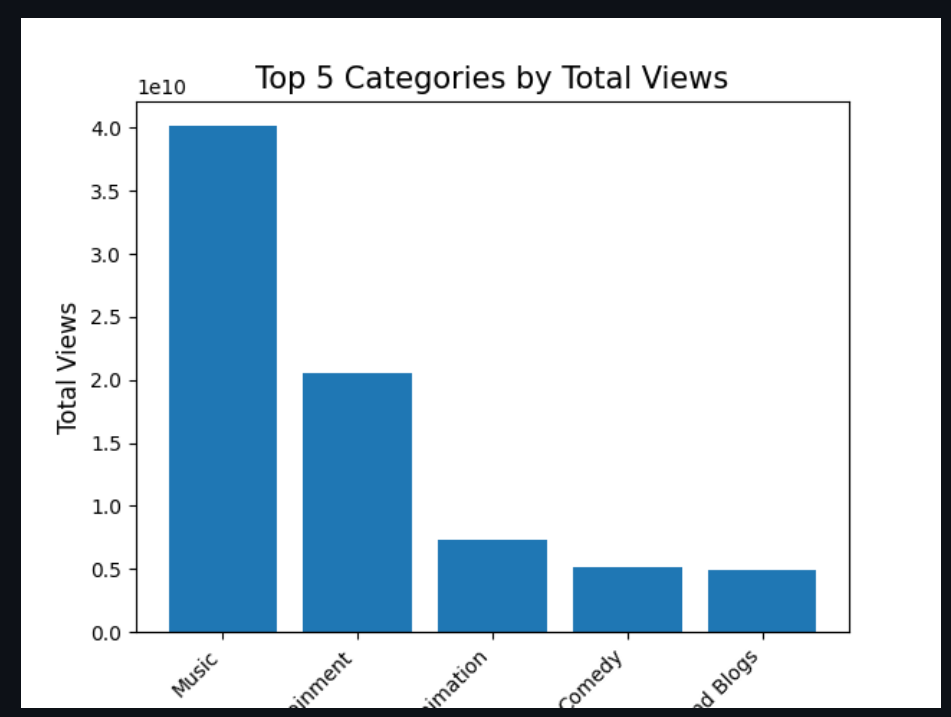 Top 5 Categories by Total Views
1e10
4.0
3.5
3.0
2.5
2.0
1.5
1.0
0.5
0.0
Total Views
Music
inment
imation
Comedy
d Blogs